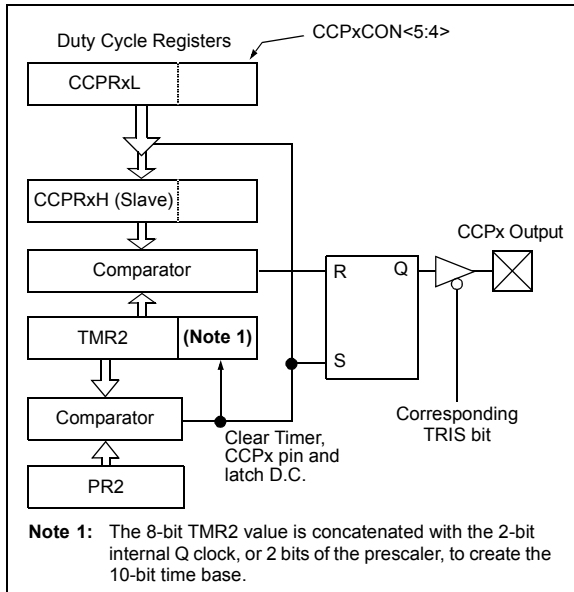 Duty Cycle Registers
CCPxCON<5:4>
CCPRxL
CCPRxH (Slave)
CCPx Output
Comparator
R
Q
TMR2
(Note 1)
S
Comparator
Clear Timer,
CCPx pin and
latch D.C.
Corresponding
TRIS bit
PR2
Note 1: The 8-bit TMR2 value is concatenated with the 2-bit
internal Q clock, or 2 bits of the prescaler, to create the
10-bit time base.